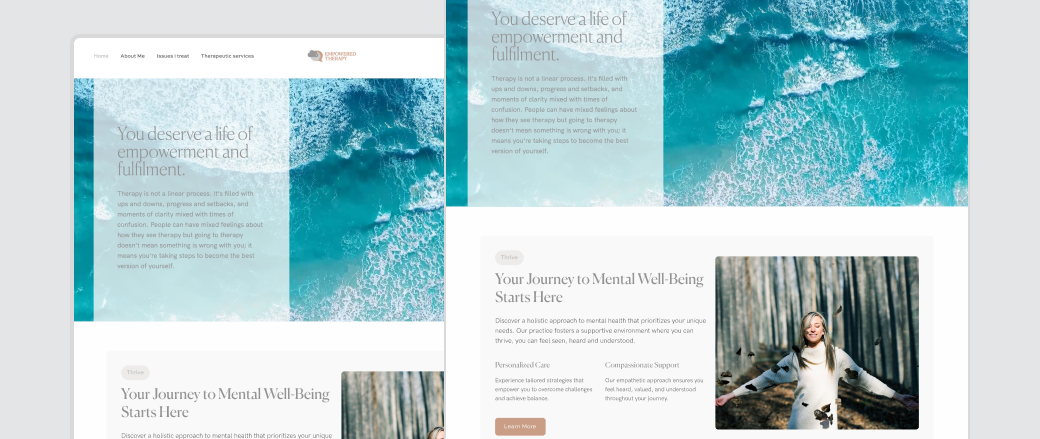 Home About Me Issues I treat Therapeutic services
EMPOWERED
THERAPY
You deserve a life of
empowerment and
fulfilment.
Therapy is not a linear process. It's filled with
ups and downs, progress and setbacks, and
moments of clarity mixed with times of
confusion. People can have mixed feelings about
how they see therapy but going to therapy
doesn't mean something is wrong with you; it
means you're taking steps to become the best
version of yourself.
Thrive
Your Journey to Mental Well-Being
Starts Here
Discover a holistic approach to mental health that prioritizes your unique
You deserve a life of
empowerment and
fulfilment.
Therapy is not a linear process. It's filled with
ups and downs, progress and setbacks, and
moments of clarity mixed with times of
confusion. People can have mixed feelings about
how they see therapy but going to therapy
doesn't mean something is wrong with you; it
means you're taking steps to become the best
version of yourself.
Thrive
Your Journey to Mental Well-Being
Starts Here
Discover a holistic approach to mental health that prioritizes your unique
needs. Our practice fosters a supportive environment where you can
thrive, you can feel seen, heard and understood.
Personalized Care
Experience tailored strategies that
empower you to overcome challenges
and achieve balance.
Compassionate Support
Our empathetic approach ensures you
feel heard, valued, and understood
throughout your journey.
Learn More